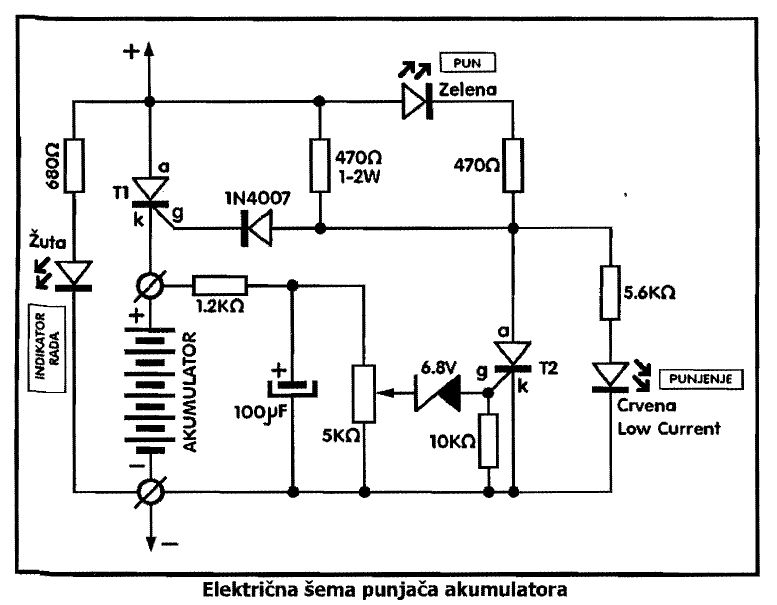 +
PUN
Zelena
680Ω
a
470Ω
1-2W
470Ω
T1
1N4007
k
g
Žuta
1.2KΩ
5.6KΩ
INDIKATOR
RADA
+
AKUMULATOR
+
100µF
5KΩ
6.8V
a
g
T2
k
10KΩ
PUNJENJE
Crvena
Low Current
−
−
Električna šema punjača akumulatora